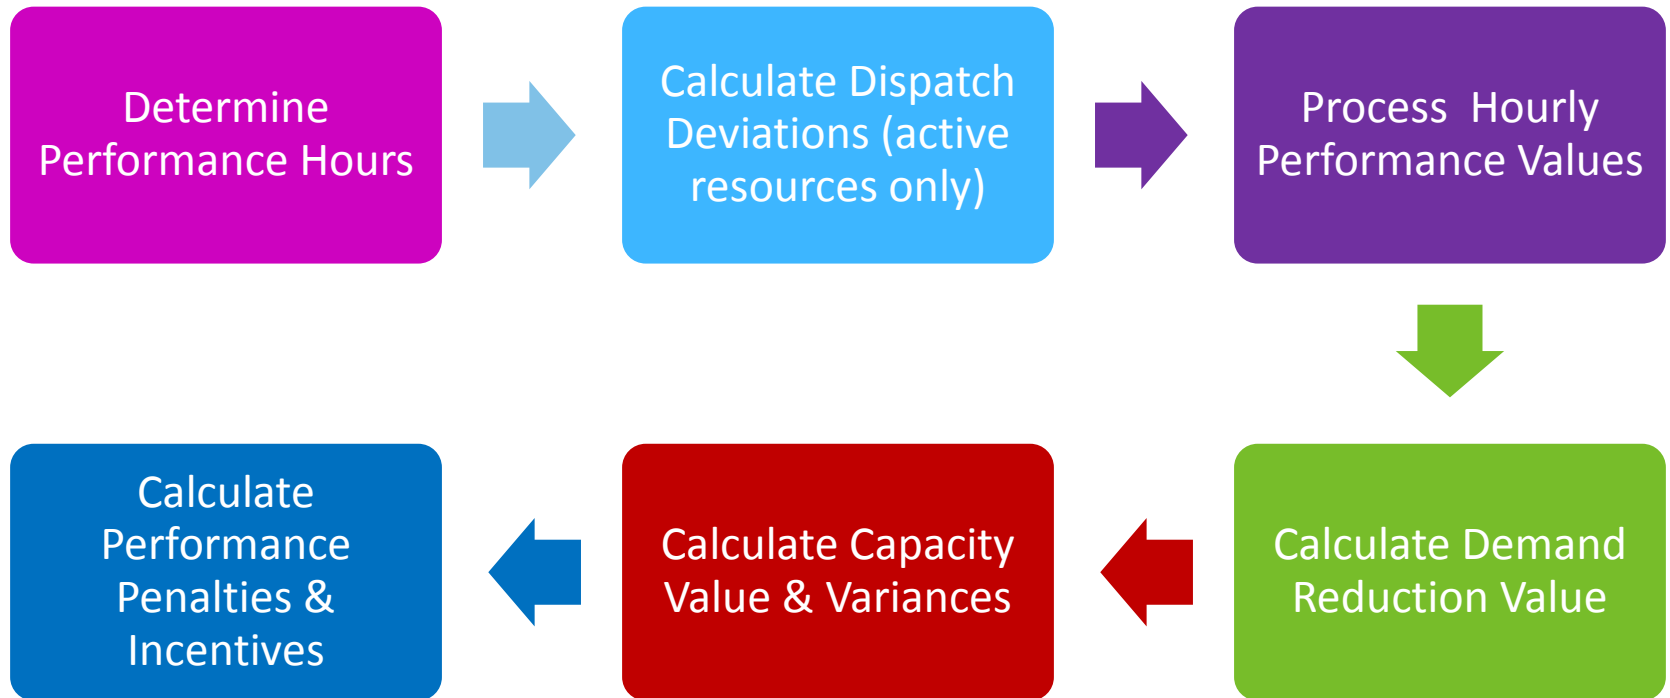 Determine
Performance Hours
Calculate Dispatch
Deviations (active
resources only)
Process  Hourly
Performance Values
Calculate Demand
Reduction Value
Calculate Capacity
Value & Variances
Calculate
Performance
Penalties &
Incentives